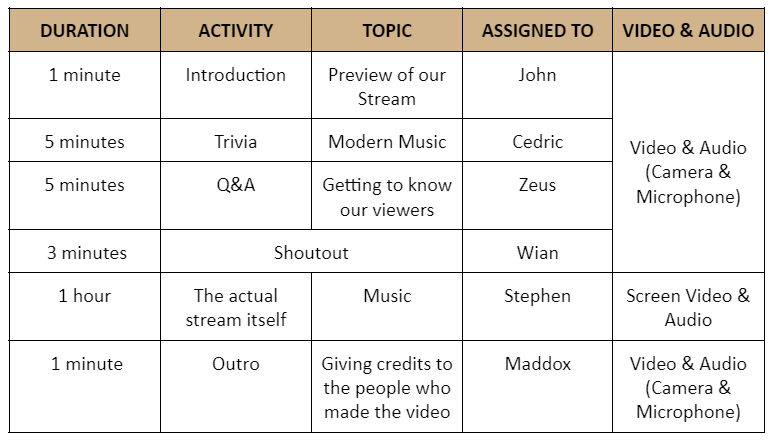 DURATION ACTIVITY TOPIC ASSIGNED TO VIDEO & AUDIO
1 minute Introduction Preview of our John
Stream
5 minutes Trivia Modern Music Cedric
Video & Audio
(Camera &
Microphone)
5 minutes Q&A Getting to know Zeus
our viewers
3 minutes Shoutout Wian
1 hour The actual Music Stephen Screen Video &
stream itself Audio
1 minute Outro Giving credits to Maddox Video & Audio
the people who (Camera &
made the video Microphone)